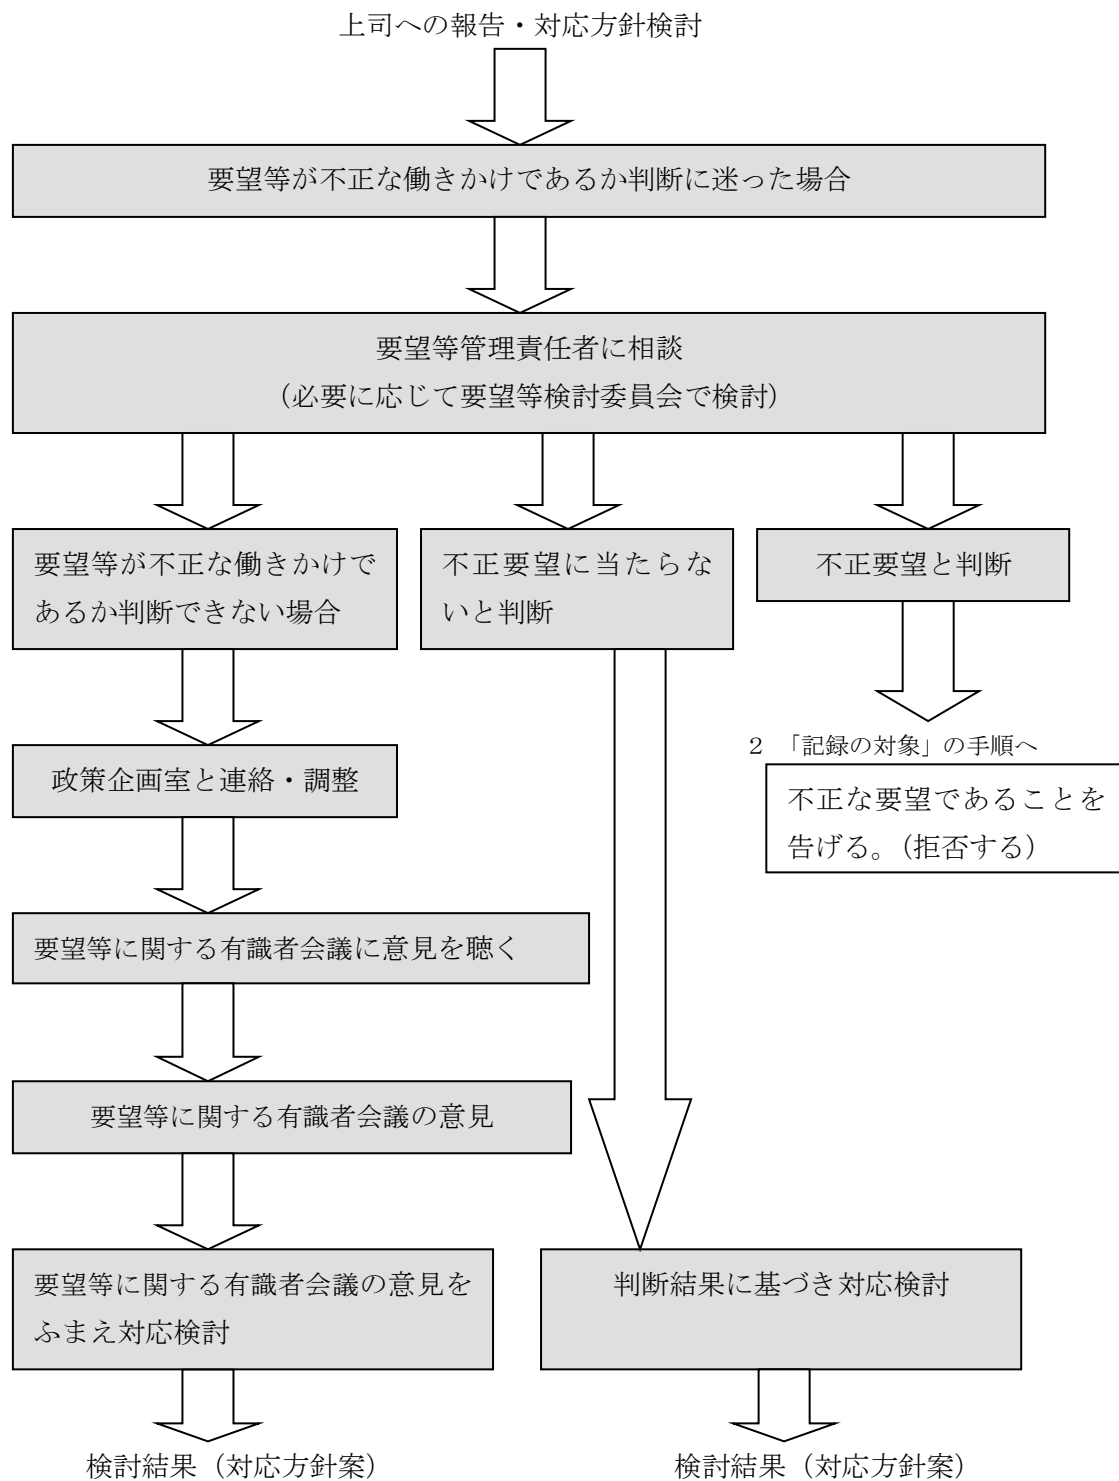 上司への報告・対応方針検討
要望等が不正な働きかけであるか判断に迷った場合
要望等管理責任者に相談
（必要に応じて要望等検討委員会で検討）
要望等が不正な働きかけで
あるか判断できない場合
不正要望に当たらな
いと判断
不正要望と判断
2 「記録の対象」の手順へ
不正な要望であることを
告げる。（拒否する）
政策企画室と連絡・調整
要望等に関する有識者会議に意見を聴く
要望等に関する有識者会議の意見
要望等に関する有識者会議の意見を
ふまえ対応検討
判断結果に基づき対応検討
検討結果（対応方針案）
検討結果（対応方針案）